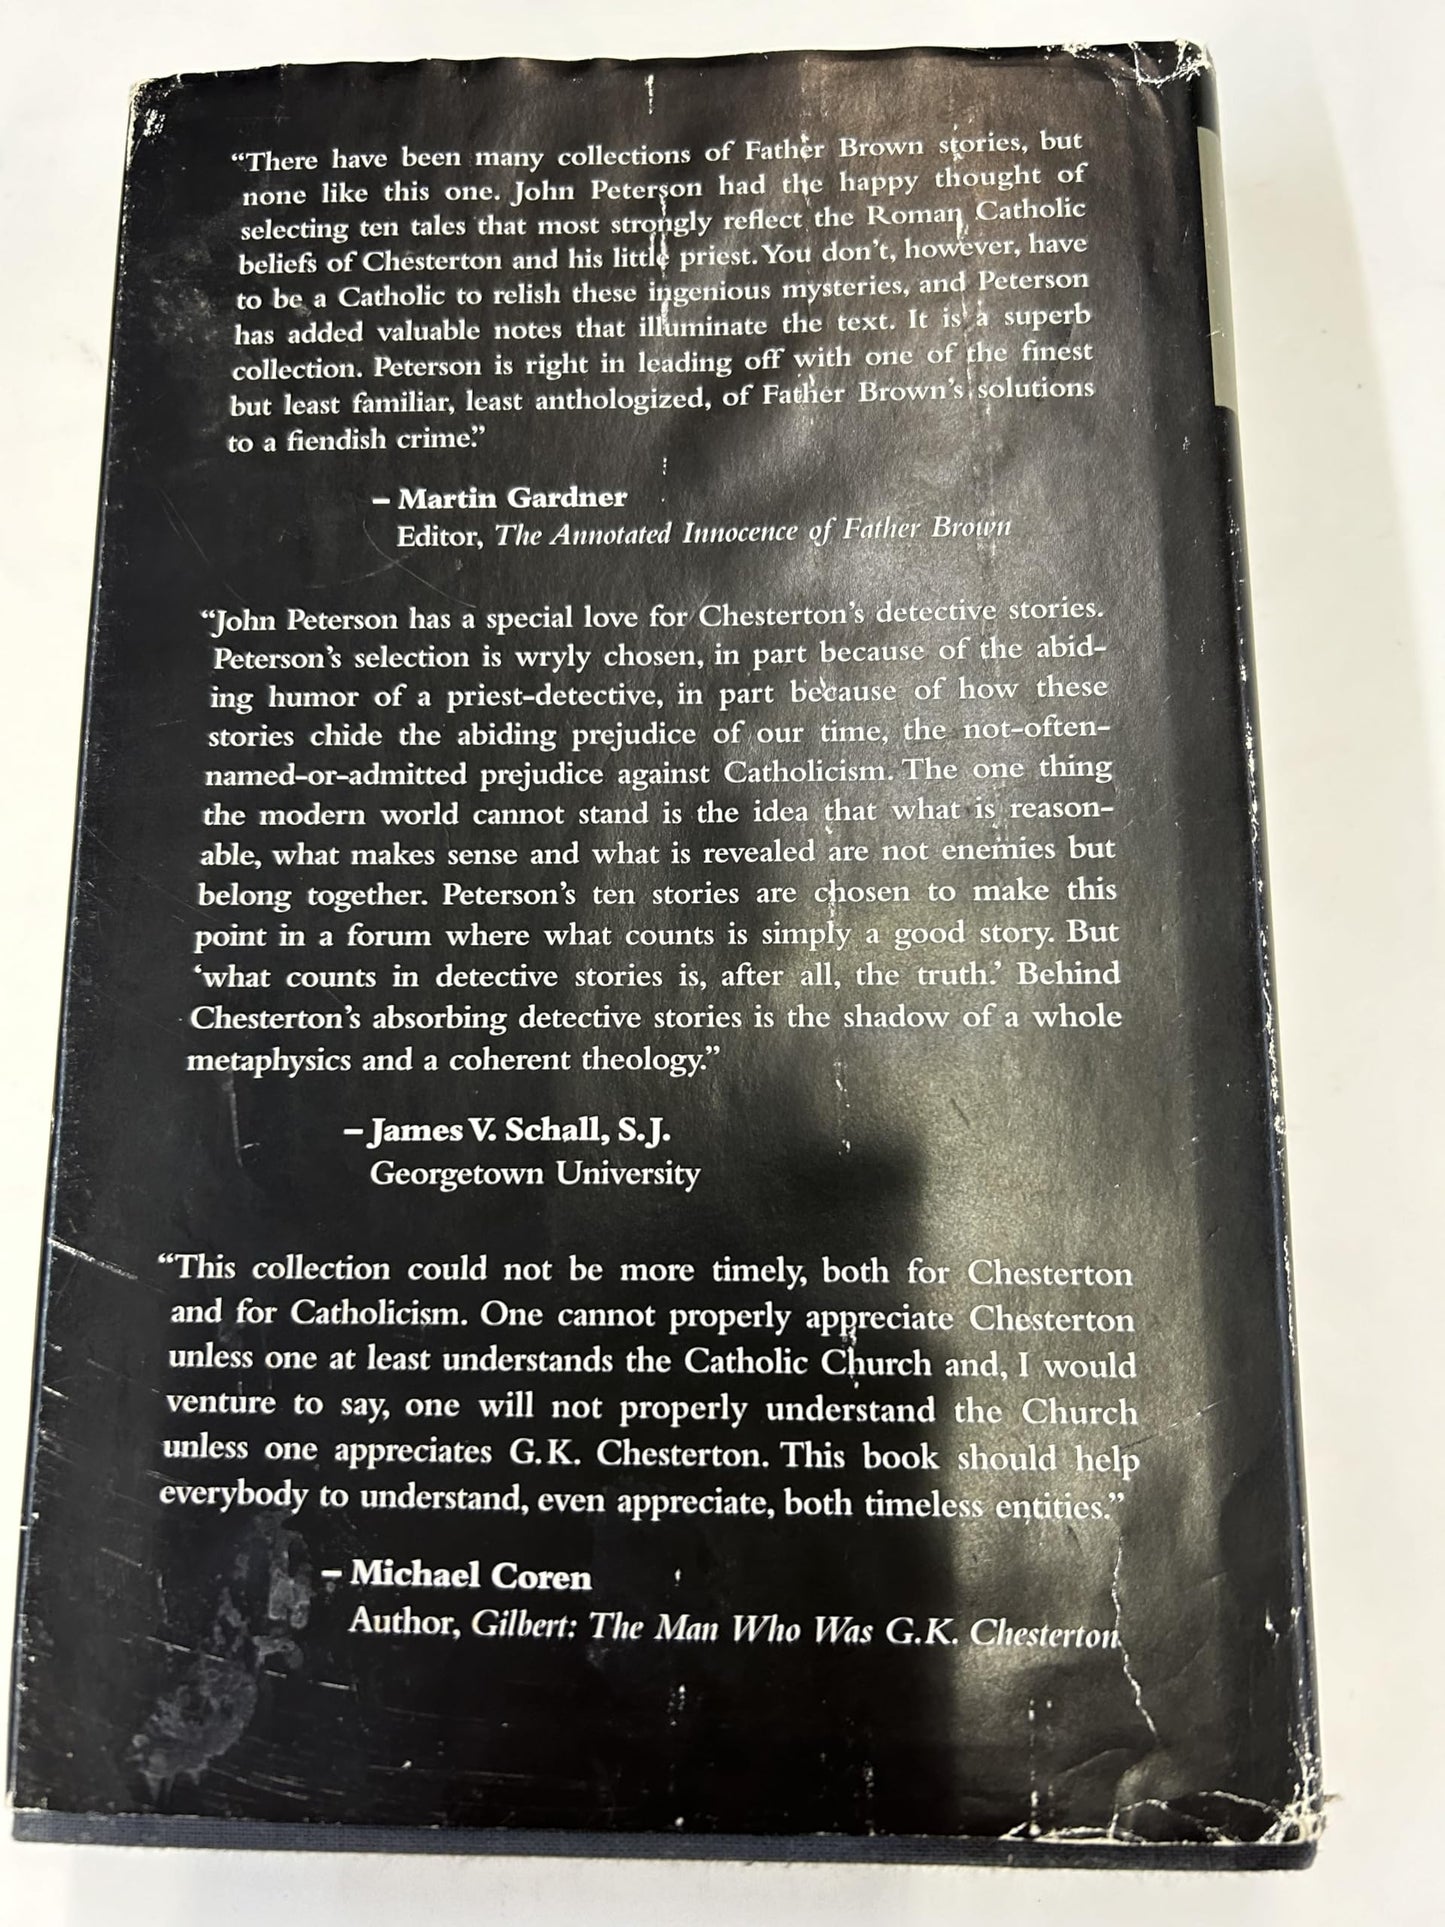 “There have been many collections of Father Brown stories, but
none like this one. John Peterson had the happy thought of
selecting ten tales that most strongly reflect the Roman Catholic
beliefs of Chesterton and his little priest. You don’t, however, have
to be a Catholic to relish these ingenious mysteries, and Peterson
has added valuable notes that illuminate the text. It is a superb
collection. Peterson is right in leading off with one of the finest
but least familiar, least anthologized, of Father Brown’s solutions
to a fiendish crime.”
– Martin Gardner
Editor, The Annotated Innocence of Father Brown
“John Peterson has a special love for Chesterton’s detective stories.
Peterson’s selection is wryly chosen, in part because of the abid-
ing humor of a priest-detective, in part because of how these
stories chide the abiding prejudice of our time, the not-often-
named-or-admitted prejudice against Catholicism. The one thing
the modern world cannot stand is the idea that what is reason-
able, what makes sense and what is revealed are not enemies but
belong together. Peterson’s ten stories are chosen to make this
point in a forum where what counts is simply a good story. But
‘what counts in detective stories is, after all, the truth.’ Behind
Chesterton’s absorbing detective stories is the shadow of a whole
metaphysics and a coherent theology.”
– James V. Schall, S.J.
Georgetown University
“This collection could not be more timely, both for Chesterton
and for Catholicism. One cannot properly appreciate Chesterton
unless one at least understands the Catholic Church and, I would
venture to say, one will not properly understand the Church
unless one appreciates G.K. Chesterton. This book should help
everybody to understand, even appreciate, both timeless entities.”
– Michael Coren
Author, Gilbert: The Man Who Was G.K. Chesterton